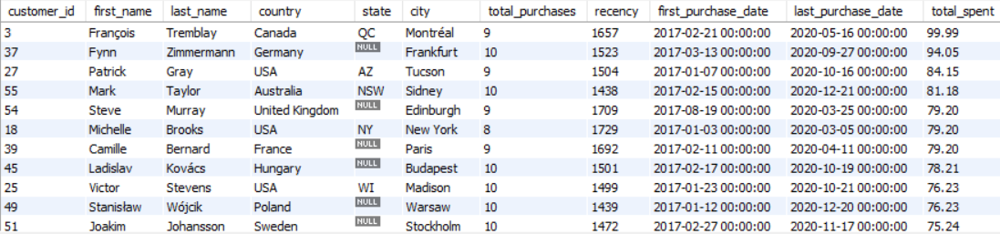 customer_id first_name last_name country state city total_purchases recency first_purchase_date last_purchase_date total_spent
3 François Tremblay Canada QC Montréal 9 1657 2017-02-21 00:00:00 2020-05-16 00:00:00 99.99
37 Fynn Zimmermann Germany NULL Frankfurt 10 1523 2017-03-13 00:00:00 2020-09-27 00:00:00 94.05
27 Patrick Gray USA AZ Tucson 9 1504 2017-01-07 00:00:00 2020-10-16 00:00:00 84.15
55 Mark Taylor Australia NSW Sidney 10 1438 2017-02-15 00:00:00 2020-12-21 00:00:00 81.18
54 Steve Murray United Kingdom NULL Edinburgh 9 1709 2017-08-19 00:00:00 2020-03-25 00:00:00 79.20
18 Michelle Brooks USA NY New York 8 1729 2017-01-03 00:00:00 2020-03-05 00:00:00 79.20
39 Camille Bernard France NULL Paris 9 1692 2017-02-11 00:00:00 2020-04-11 00:00:00 79.20
45 Ladislav Kovács Hungary NULL Budapest 10 1501 2017-02-17 00:00:00 2020-10-19 00:00:00 78.21
25 Victor Stevens USA WI Madison 10 1499 2017-01-23 00:00:00 2020-10-21 00:00:00 76.23
49 Stanisław Wójcik Poland NULL Warsaw 10 1439 2017-01-12 00:00:00 2020-12-20 00:00:00 76.23
51 Joakim Johansson Sweden NULL Stockholm 10 1472 2017-02-27 00:00:00 2020-11-17 00:00:00 75.24